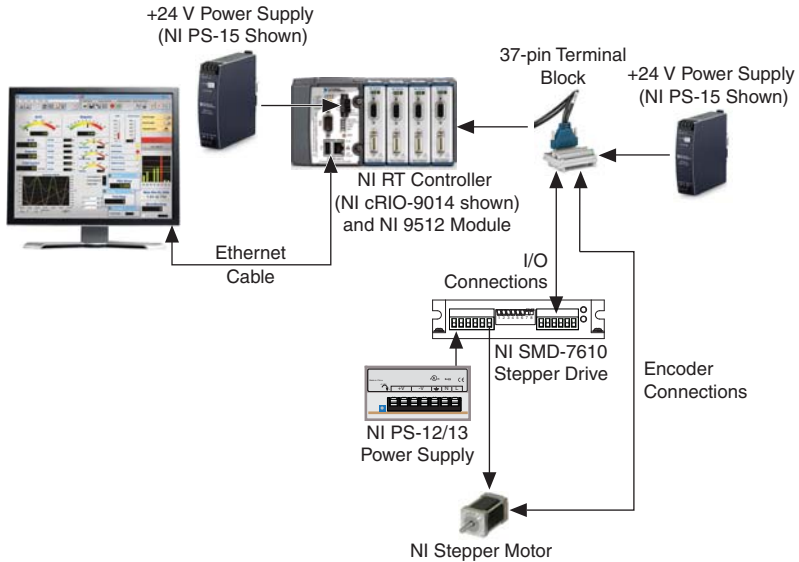 +24 V Power Supply
(NI PS-15 Shown)
37-pin Terminal
Block
+24 V Power Supply
(NI PS-15 Shown)
NI RT Controller
(NI cRIO-9014 shown)
and NI 9512 Module
Ethernet
Cable
I/O
Connections
NI SMD-7610
Stepper Drive
Encoder
Connections
NI PS-12/13
Power Supply
NI Stepper Motor